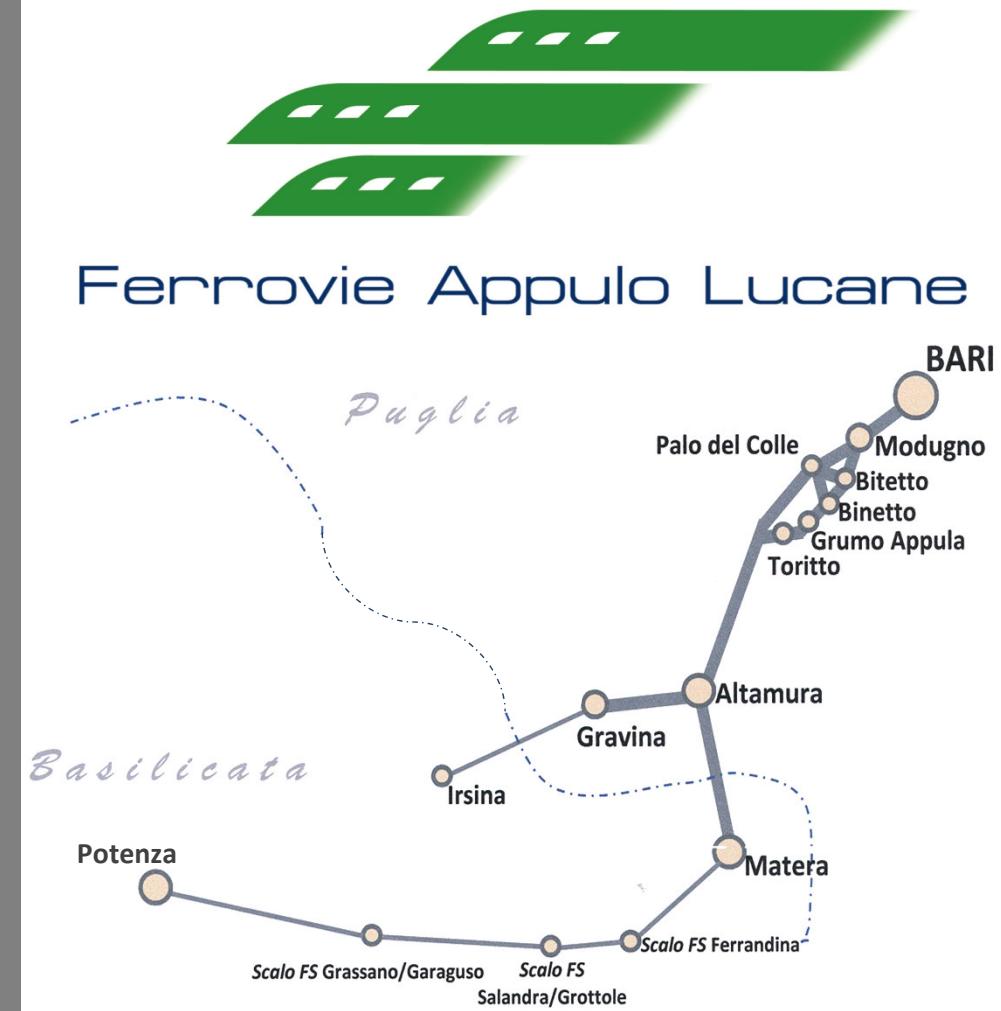 Ferrovie Appulo Lucane
BARI
Puglia
Palo del Colle
Modugno
Bitetto
Binetto
Grumo Appula
Toritto
Altamura
Gravina
Basilicata
Irsina
Potenza
Matera
Scalo FS Ferrandina
Scalo FS Grassano/Garaguso
Scalo FS
Salandra/Grottole